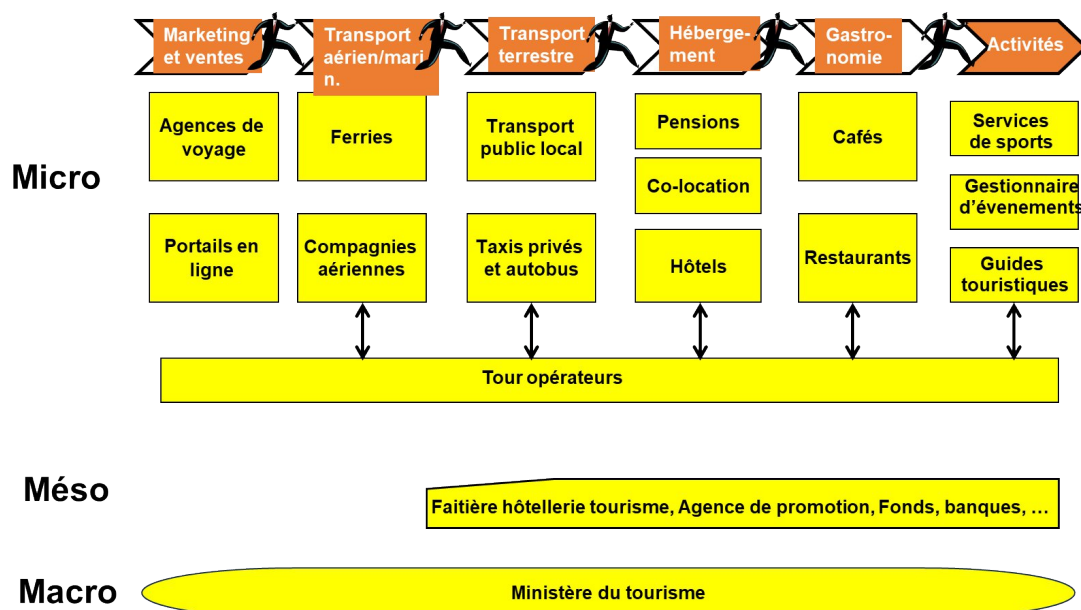 Marketing
et ventes
Transport
aérien/mari
n.
Transport
terrestre
Héberge-
ment
Gastro-
nomie
Activités
Micro
Agences de
voyage
Ferries
Transport
public local
Pensions
Cafés
Services
de sports
Co-location
Gestionnaire
d'évenements
Portails en
ligne
Compagnies
aériennes
Taxis privés
et autobus
Hôtels
Restaurants
Guides
touristiques
Tour opérateurs
Méso
Faitière hôtellerie tourisme, Agence de promotion, Fonds, banques, …
Macro
Ministère du tourisme